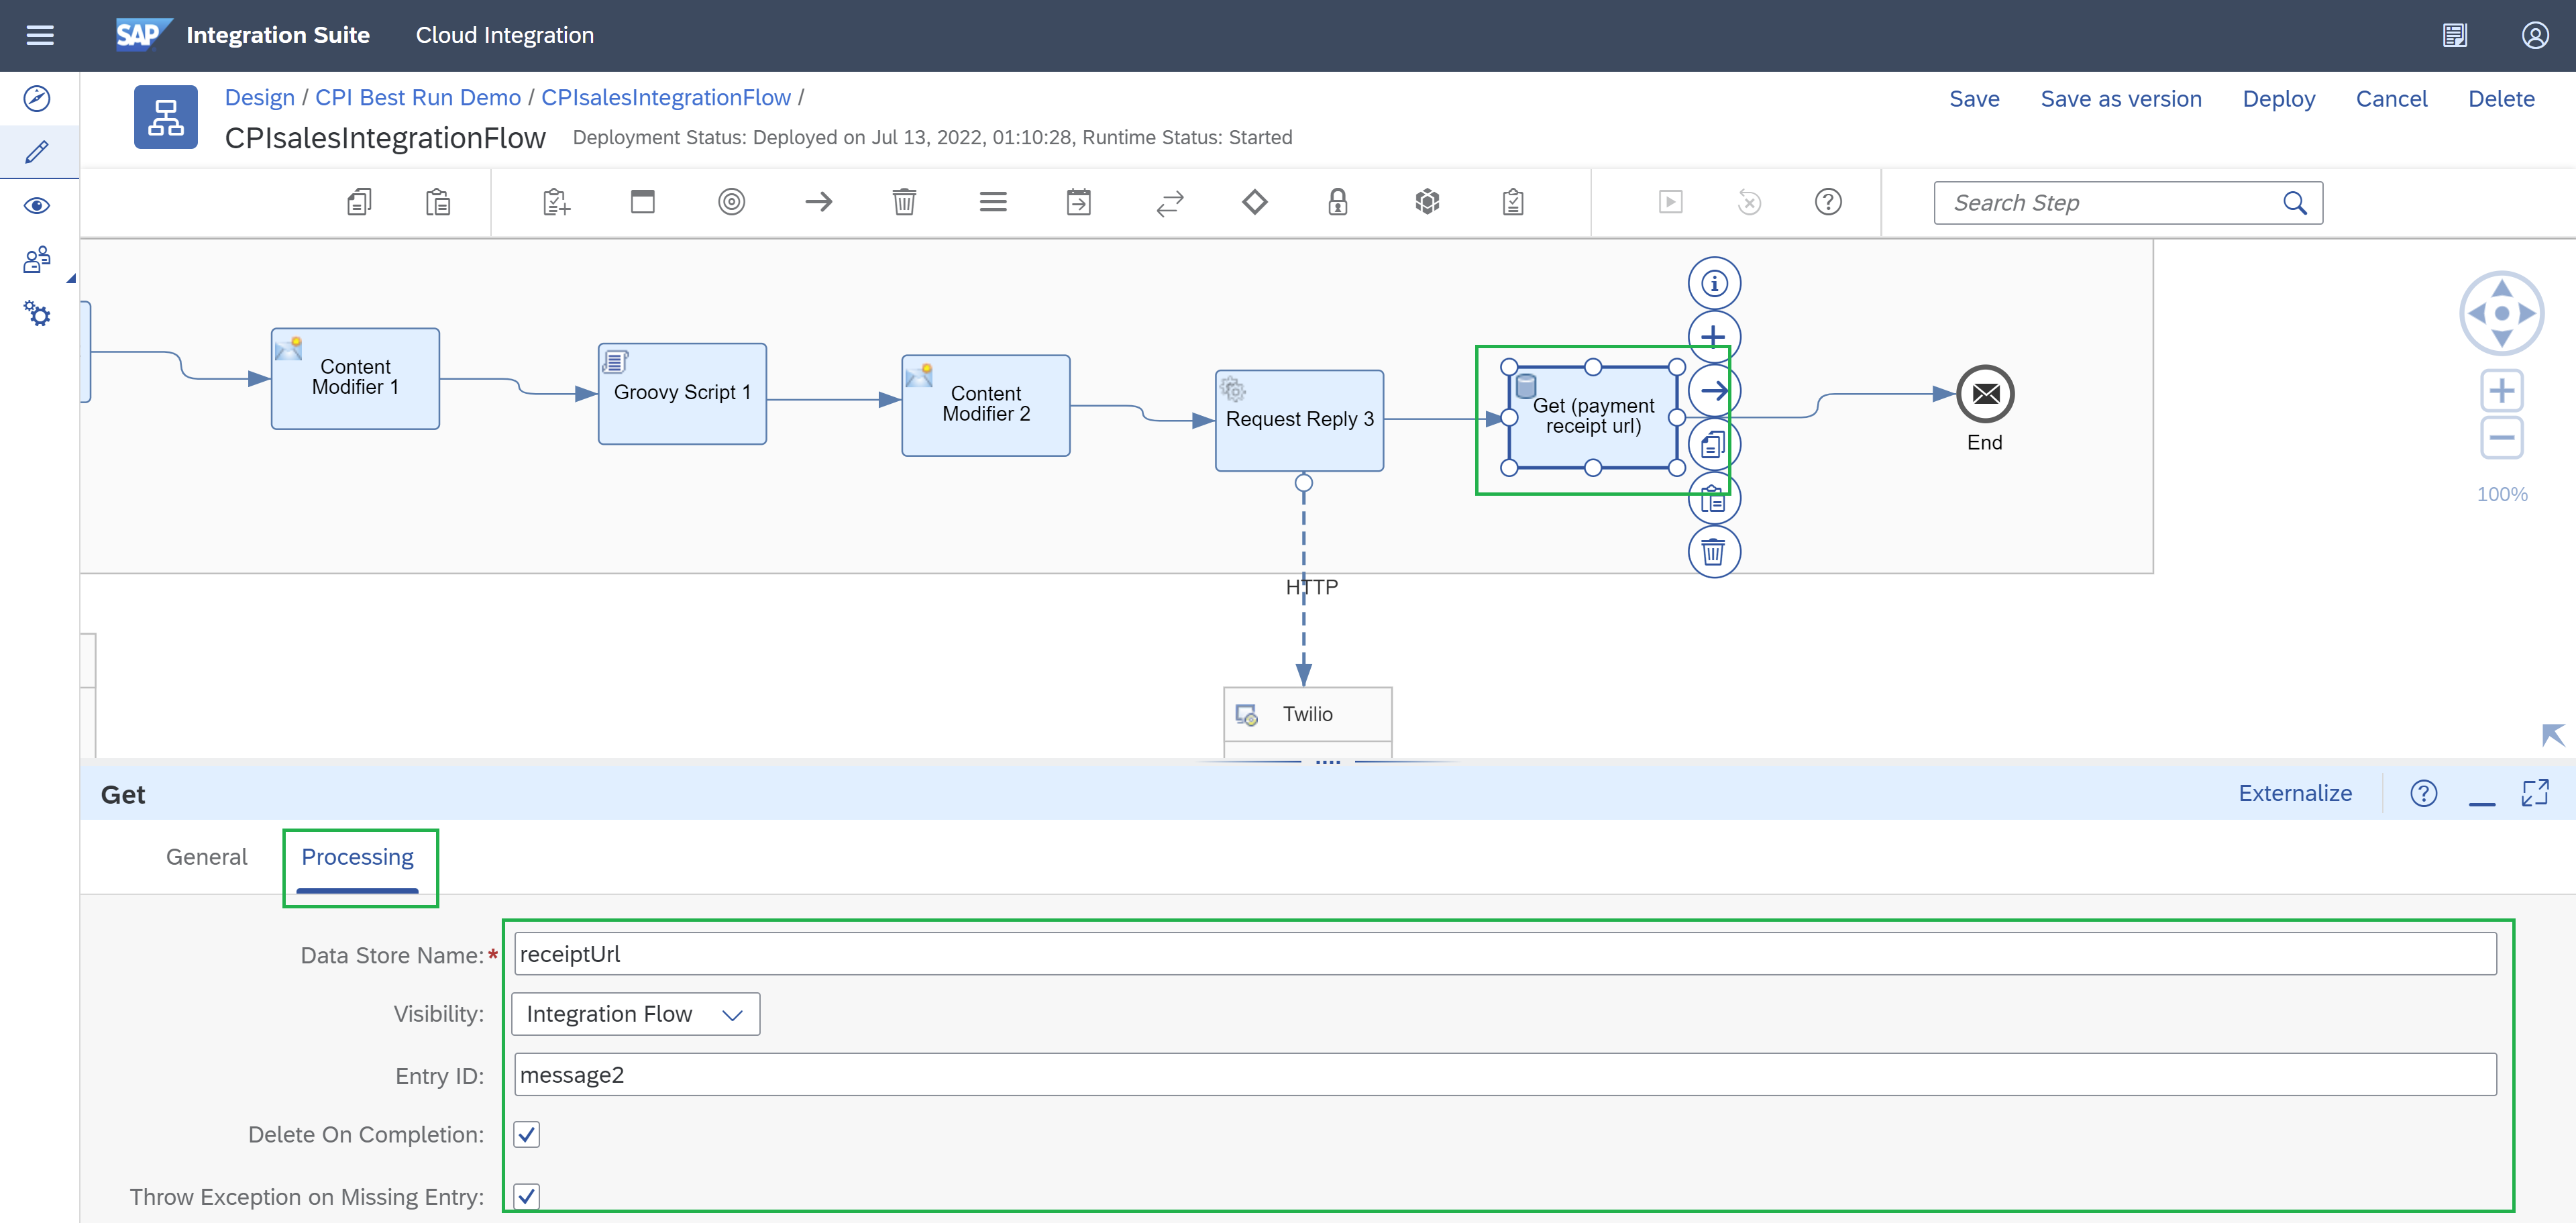 SAP Integration Suite Cloud Integration
Design / CPI Best Run Demo / CPIsalesIntegrationFlow /
Save Save as version Deploy Cancel Delete
CPIsalesIntegrationFlow Deployment Status: Deployed on Jul 13, 2022, 01:10:28, Runtime Status: Started
Search Step
Content
Modifier 1
Groovy Script 1
Content
Modifier 2
Request Reply 3
Get (payment
receipt url)
End
100%
HTTP
Twilio
Get
Externalize
General Processing
Data Store Name:* receiptUrl
Visibility: Integration Flow
Entry ID: message2
Delete On Completion:
Throw Exception on Missing Entry: